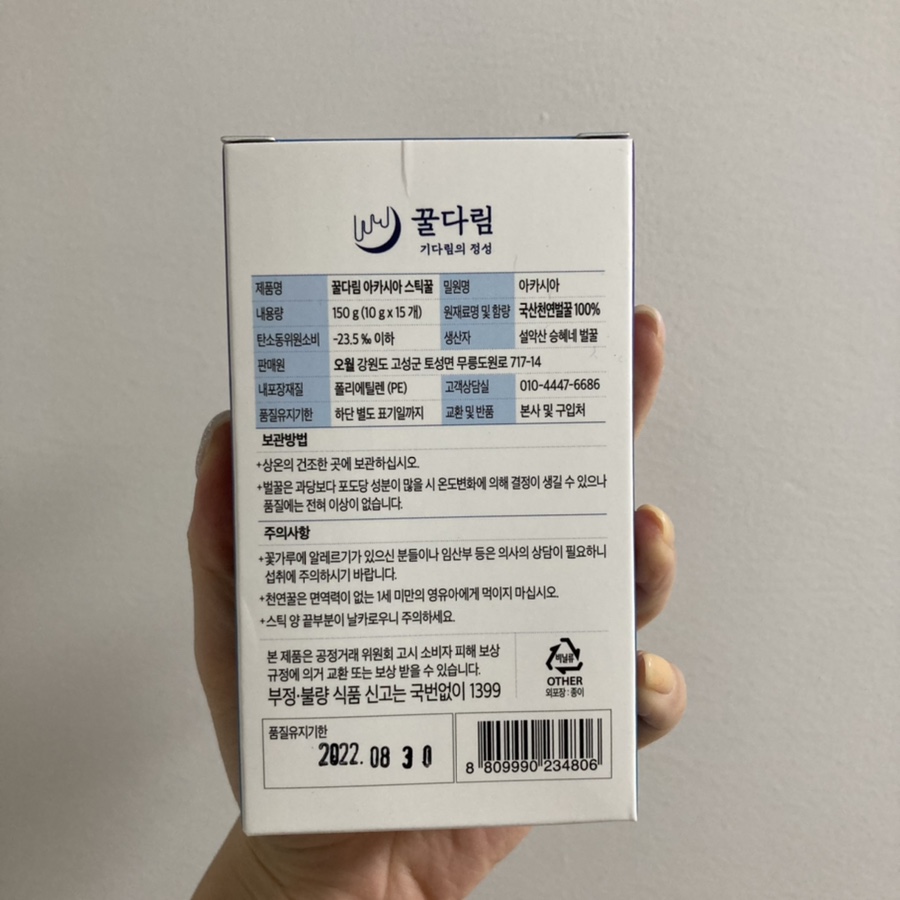 꿀다림
기다림의 정성
제품명 꿀다림 아카시아 스틱꿀 밀원명 아카시아
내용량 150 g (10 g x 15 개) 원재료명 및 함량 국산천연벌꿀 100%
탄소동위원소비 -23.5 ‰ 이하 생산자 설악산 승혜네 벌꿀
판매원 오월 강원도 고성군 토성면 무릉도원로 717-14
내포장재질 폴리에틸렌 (PE) 고객상담실 010-4447-6686
품질유지기한 하단 별도 표기일까지 교환 및 반품 본사 및 구입처
보관방법
+상온의 건조한 곳에 보관하십시오.
+벌꿀은 과당보다 포도당 성분이 많을 시 온도변화에 의해 결정이 생길 수 있으나
품질에는 전혀 이상이 없습니다.
주의사항
+꽃가루에 알레르기가 있으신 분들이나 임산부 등은 의사의 상담이 필요하니
섭취에 주의하시기 바랍니다.
+천연꿀은 면역력이 없는 1세 미만의 영유아에게 먹이지 마십시오.
+스틱 양 끝부분이 날카로우니 주의하세요.
본 제품은 공정거래 위원회 고시 소비자 피해 보상
규정에 의거 교환 또는 보상 받을 수 있습니다.
부정·불량 식품 신고는 국번없이 1399
비닐류
OTHER
외포장 : 종이
품질유지기한
2022. 08 3 0
8 809990 234806